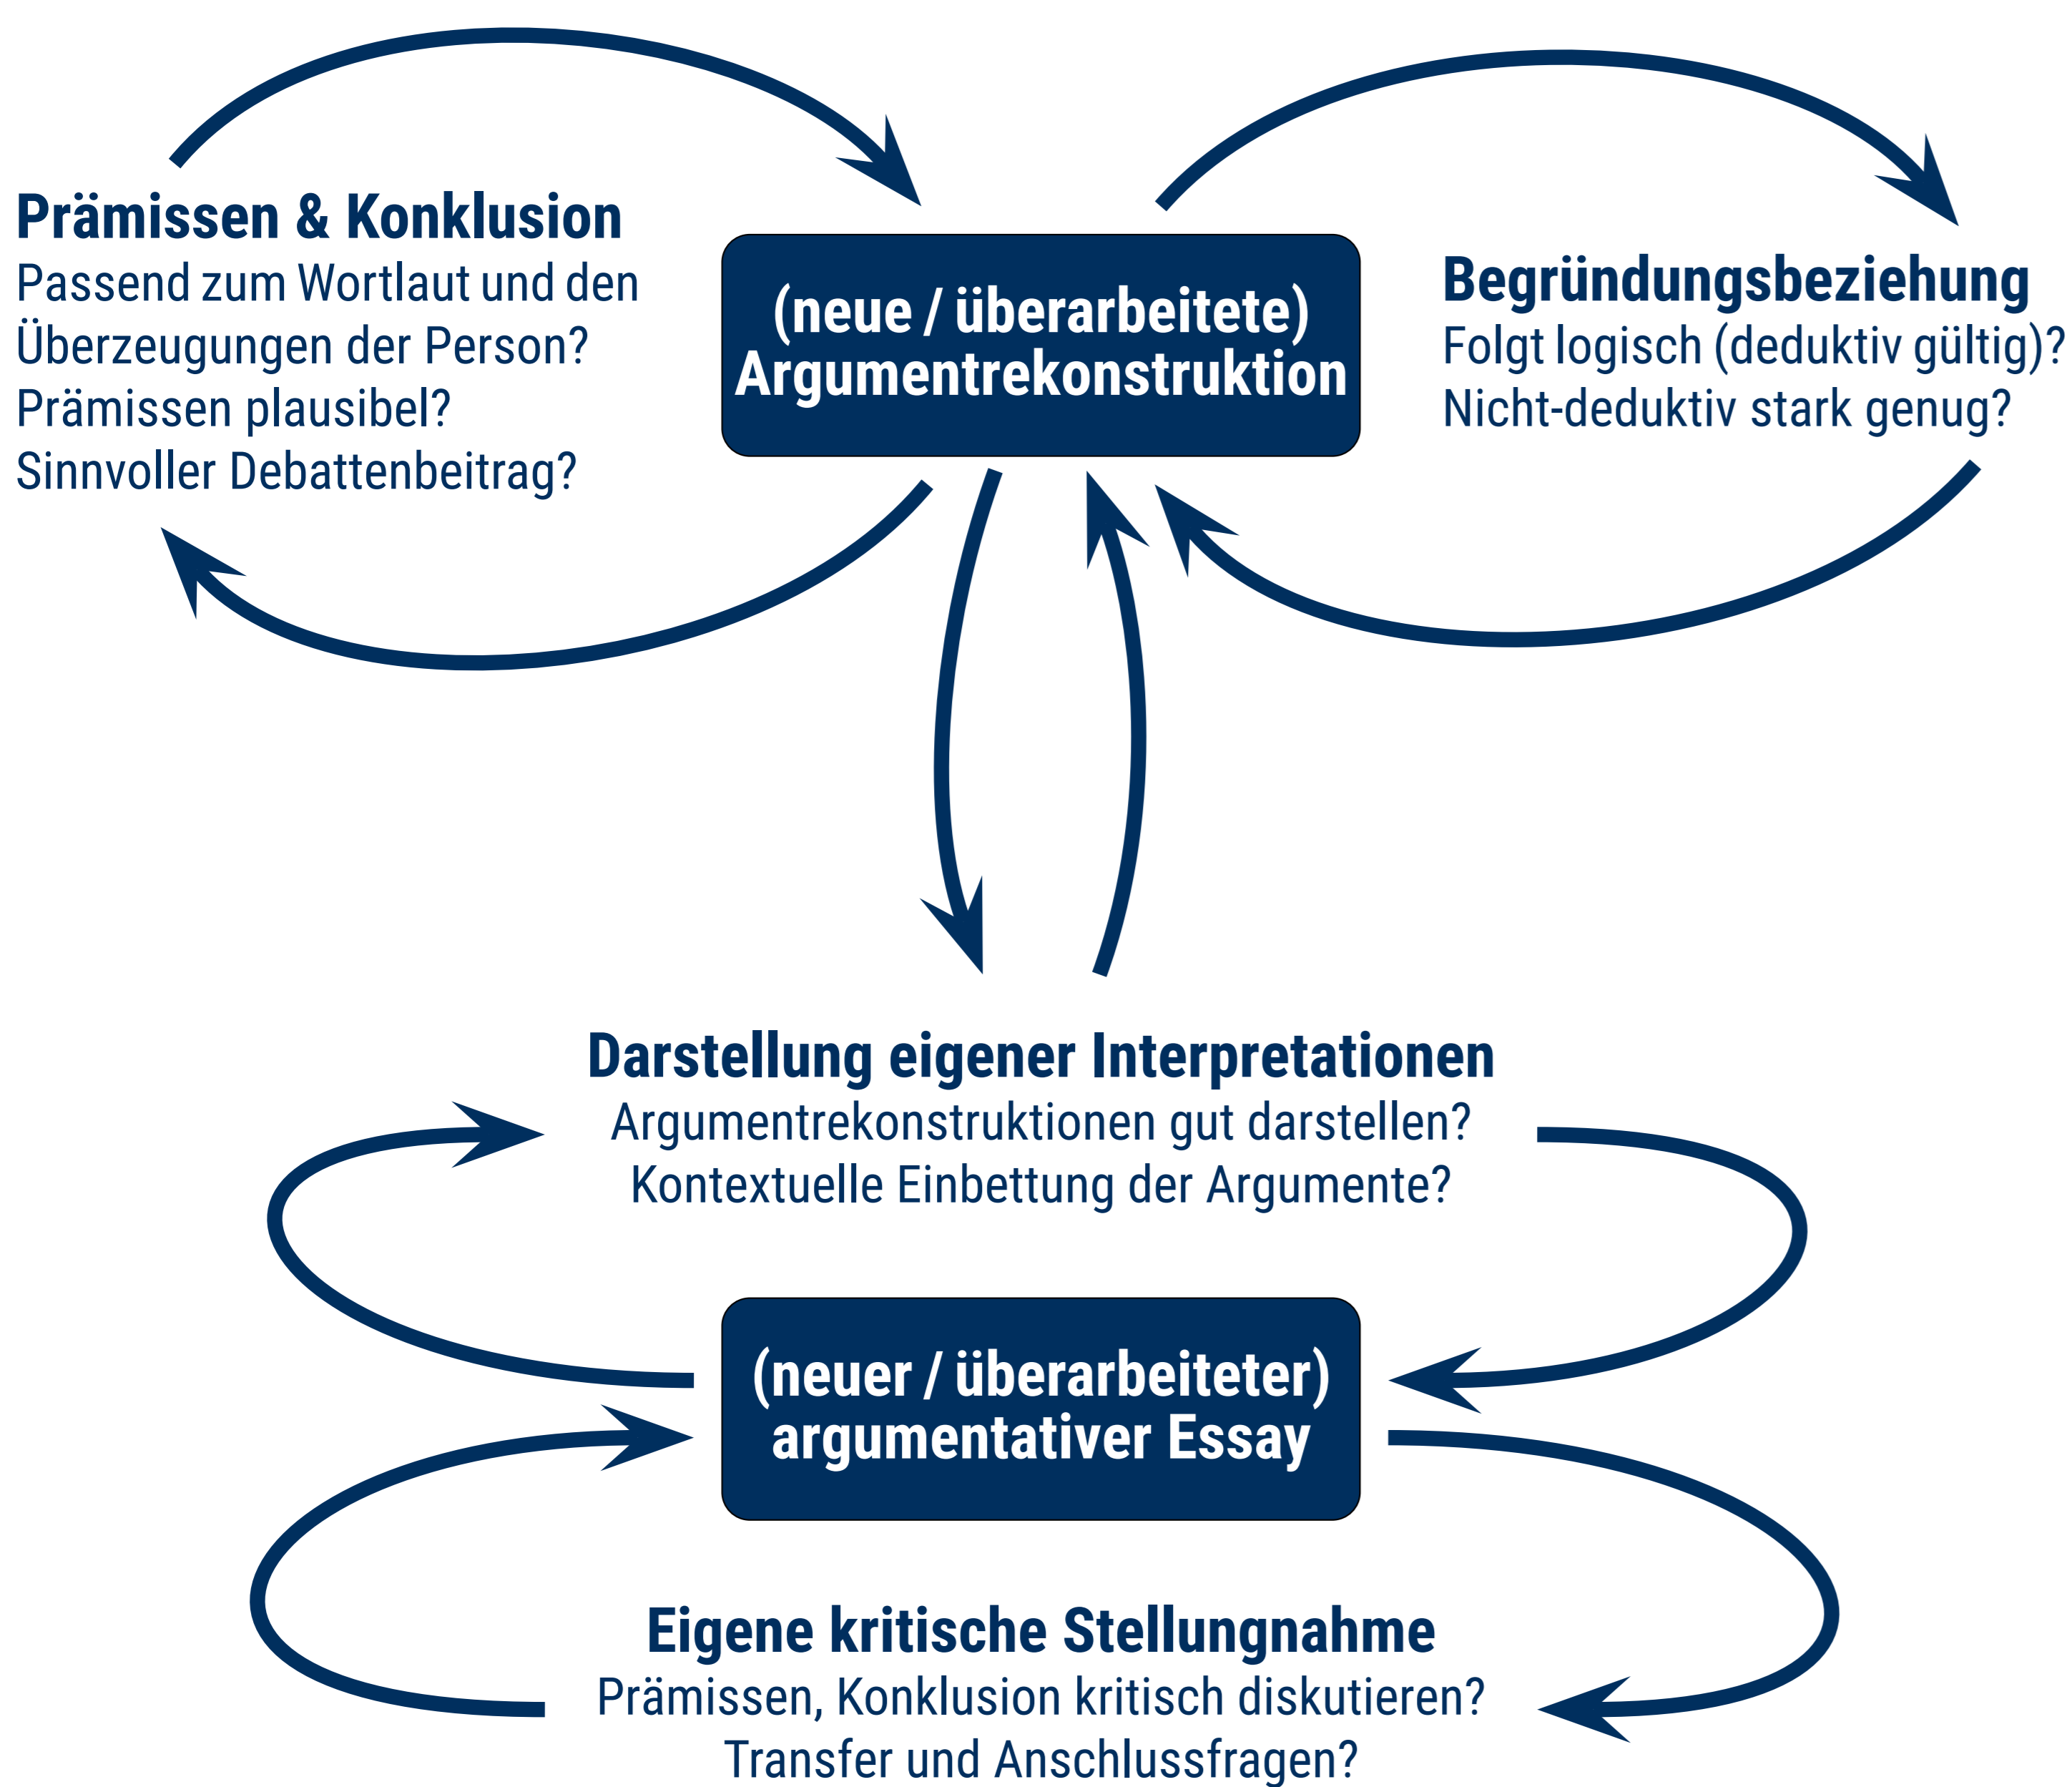 Prämissen & Konklusion
Passend zum Wortlaut und den
Überzeugungen der Person?
Prämissen plausibel?
Sinnvoller Debattenbeitrag?
(neue / überarbeitete)
Argumentrekonstruktion
Begründungsbeziehung
Folgt logisch (deduktiv gültig)?
Nicht-deduktiv stark genug?
Darstellung eigener Interpretationen
Argumentrekonstruktionen gut darstellen?
Kontextuelle Einbettung der Argumente?
(neuer / überarbeiteter)
argumentativer Essay
Eigene kritische Stellungnahme
Prämissen, Konklusion kritisch diskutieren?
Transfer und Anschlussfragen?